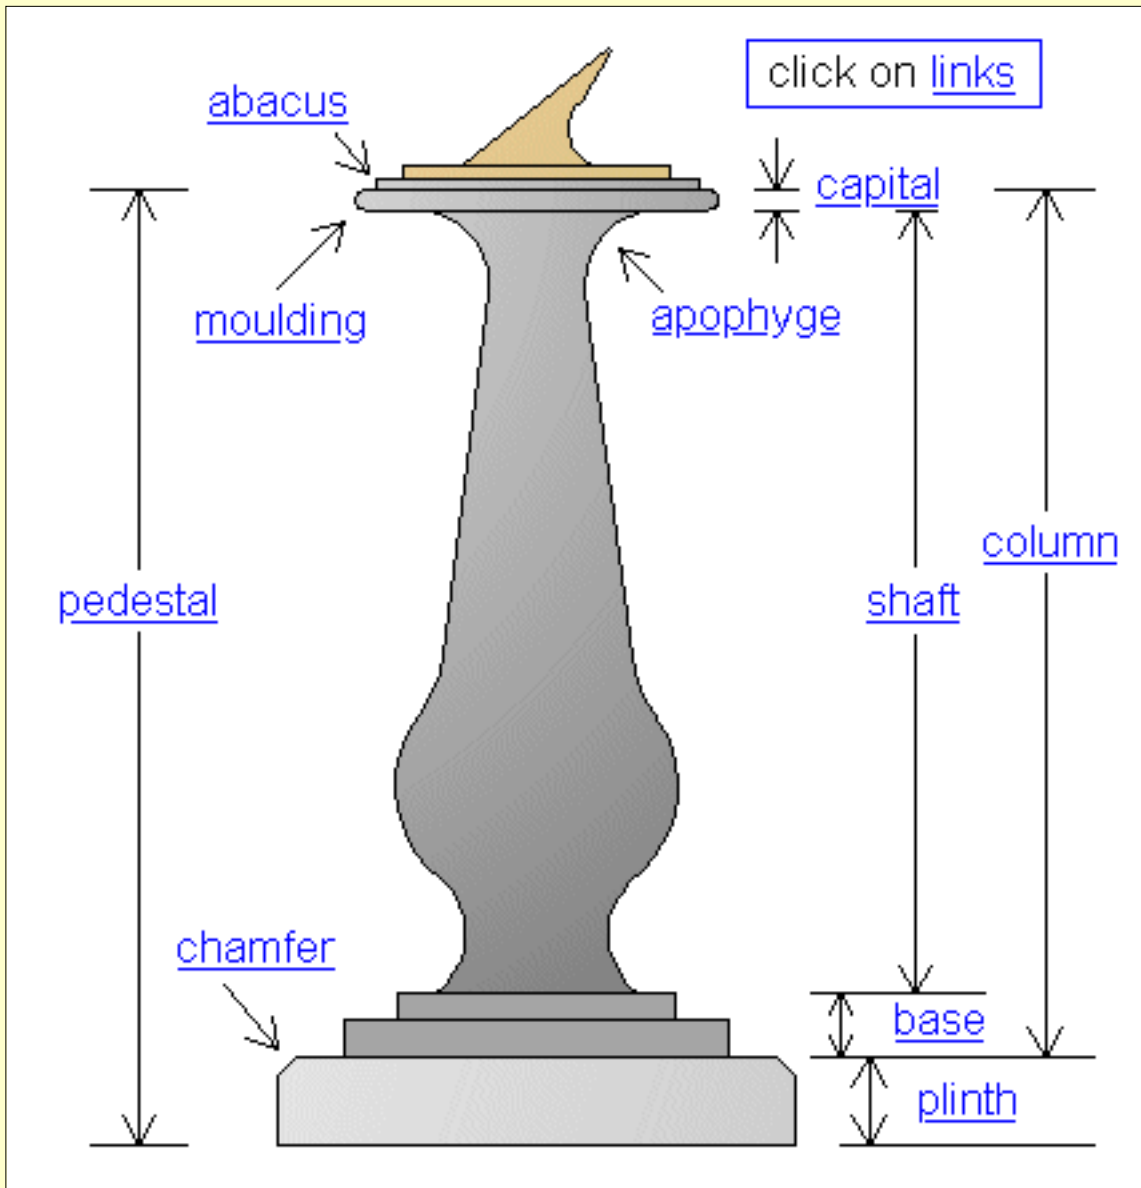 click on links
abacus
capital
moulding
apophyge
column
pedestal
shaft
chamfer
base
plinth